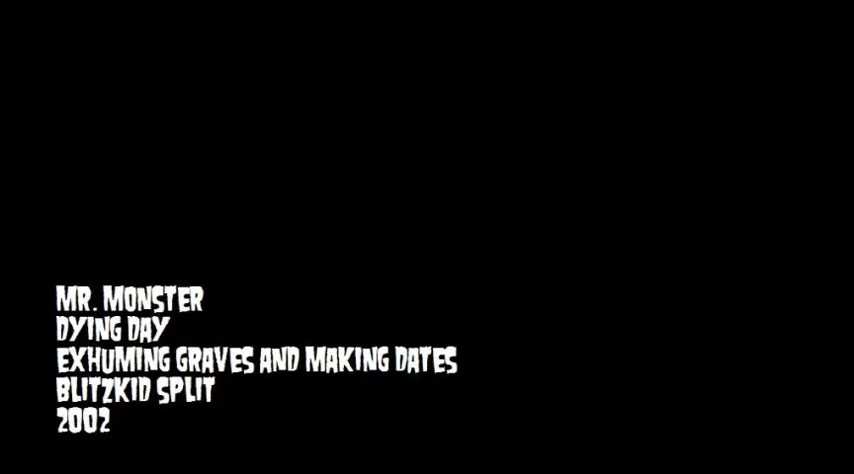 MR. MONSTER
DYING DAY
EXHUMING GRAVES AND MAKING DATES
BLITZKID SPLIT
2002